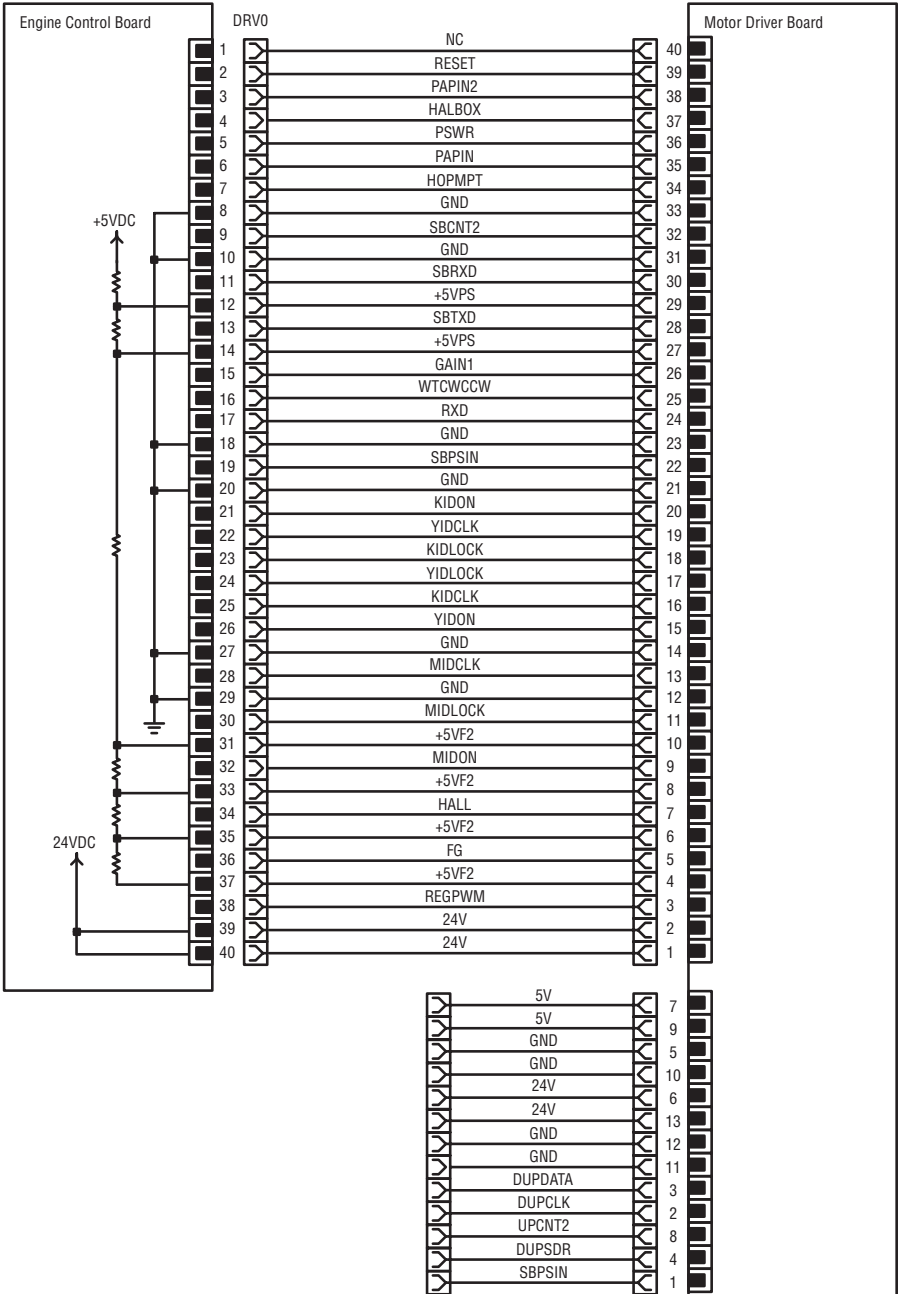 Engine Control Board DRV0 Motor Driver Board
1 NC 40
2 RESET 39
3 PAPIN2 38
4 HALBOX 37
5 PSWR 36
6 PAPIN 35
7 HOPMPT 34
8 GND 33
+5VDC
9 SBCNT2 32
10 GND 31
11 SBRXD 30
12 +5VPS 29
13 SBTXD 28
14 +5VPS 27
15 GAIN1 26
16 WTCWCCW 25
17 RXD 24
18 GND 23
19 SBPSIN 22
20 GND 21
21 KIDON 20
22 YIDCLK 19
23 KIDLOCK 18
24 YIDLOCK 17
25 KIDCLK 16
26 YIDON 15
27 GND 14
28 MIDCLK 13
29 GND 12
30 MIDLOCK 11
31 +5VF2 10
32 MIDON 9
33 +5VF2 8
34 HALL 7
35 +5VF2 6
24VDC
36 FG 5
37 +5VF2 4
38 REGPWM 3
39 24V 2
40 24V 1
5V 7
5V 9
GND 5
GND 10
24V 6
24V 13
GND 12
GND 11
DUPDATA 3
DUPCLK 2
UPCNT2 8
DUPSDR 4
SBPSIN 1